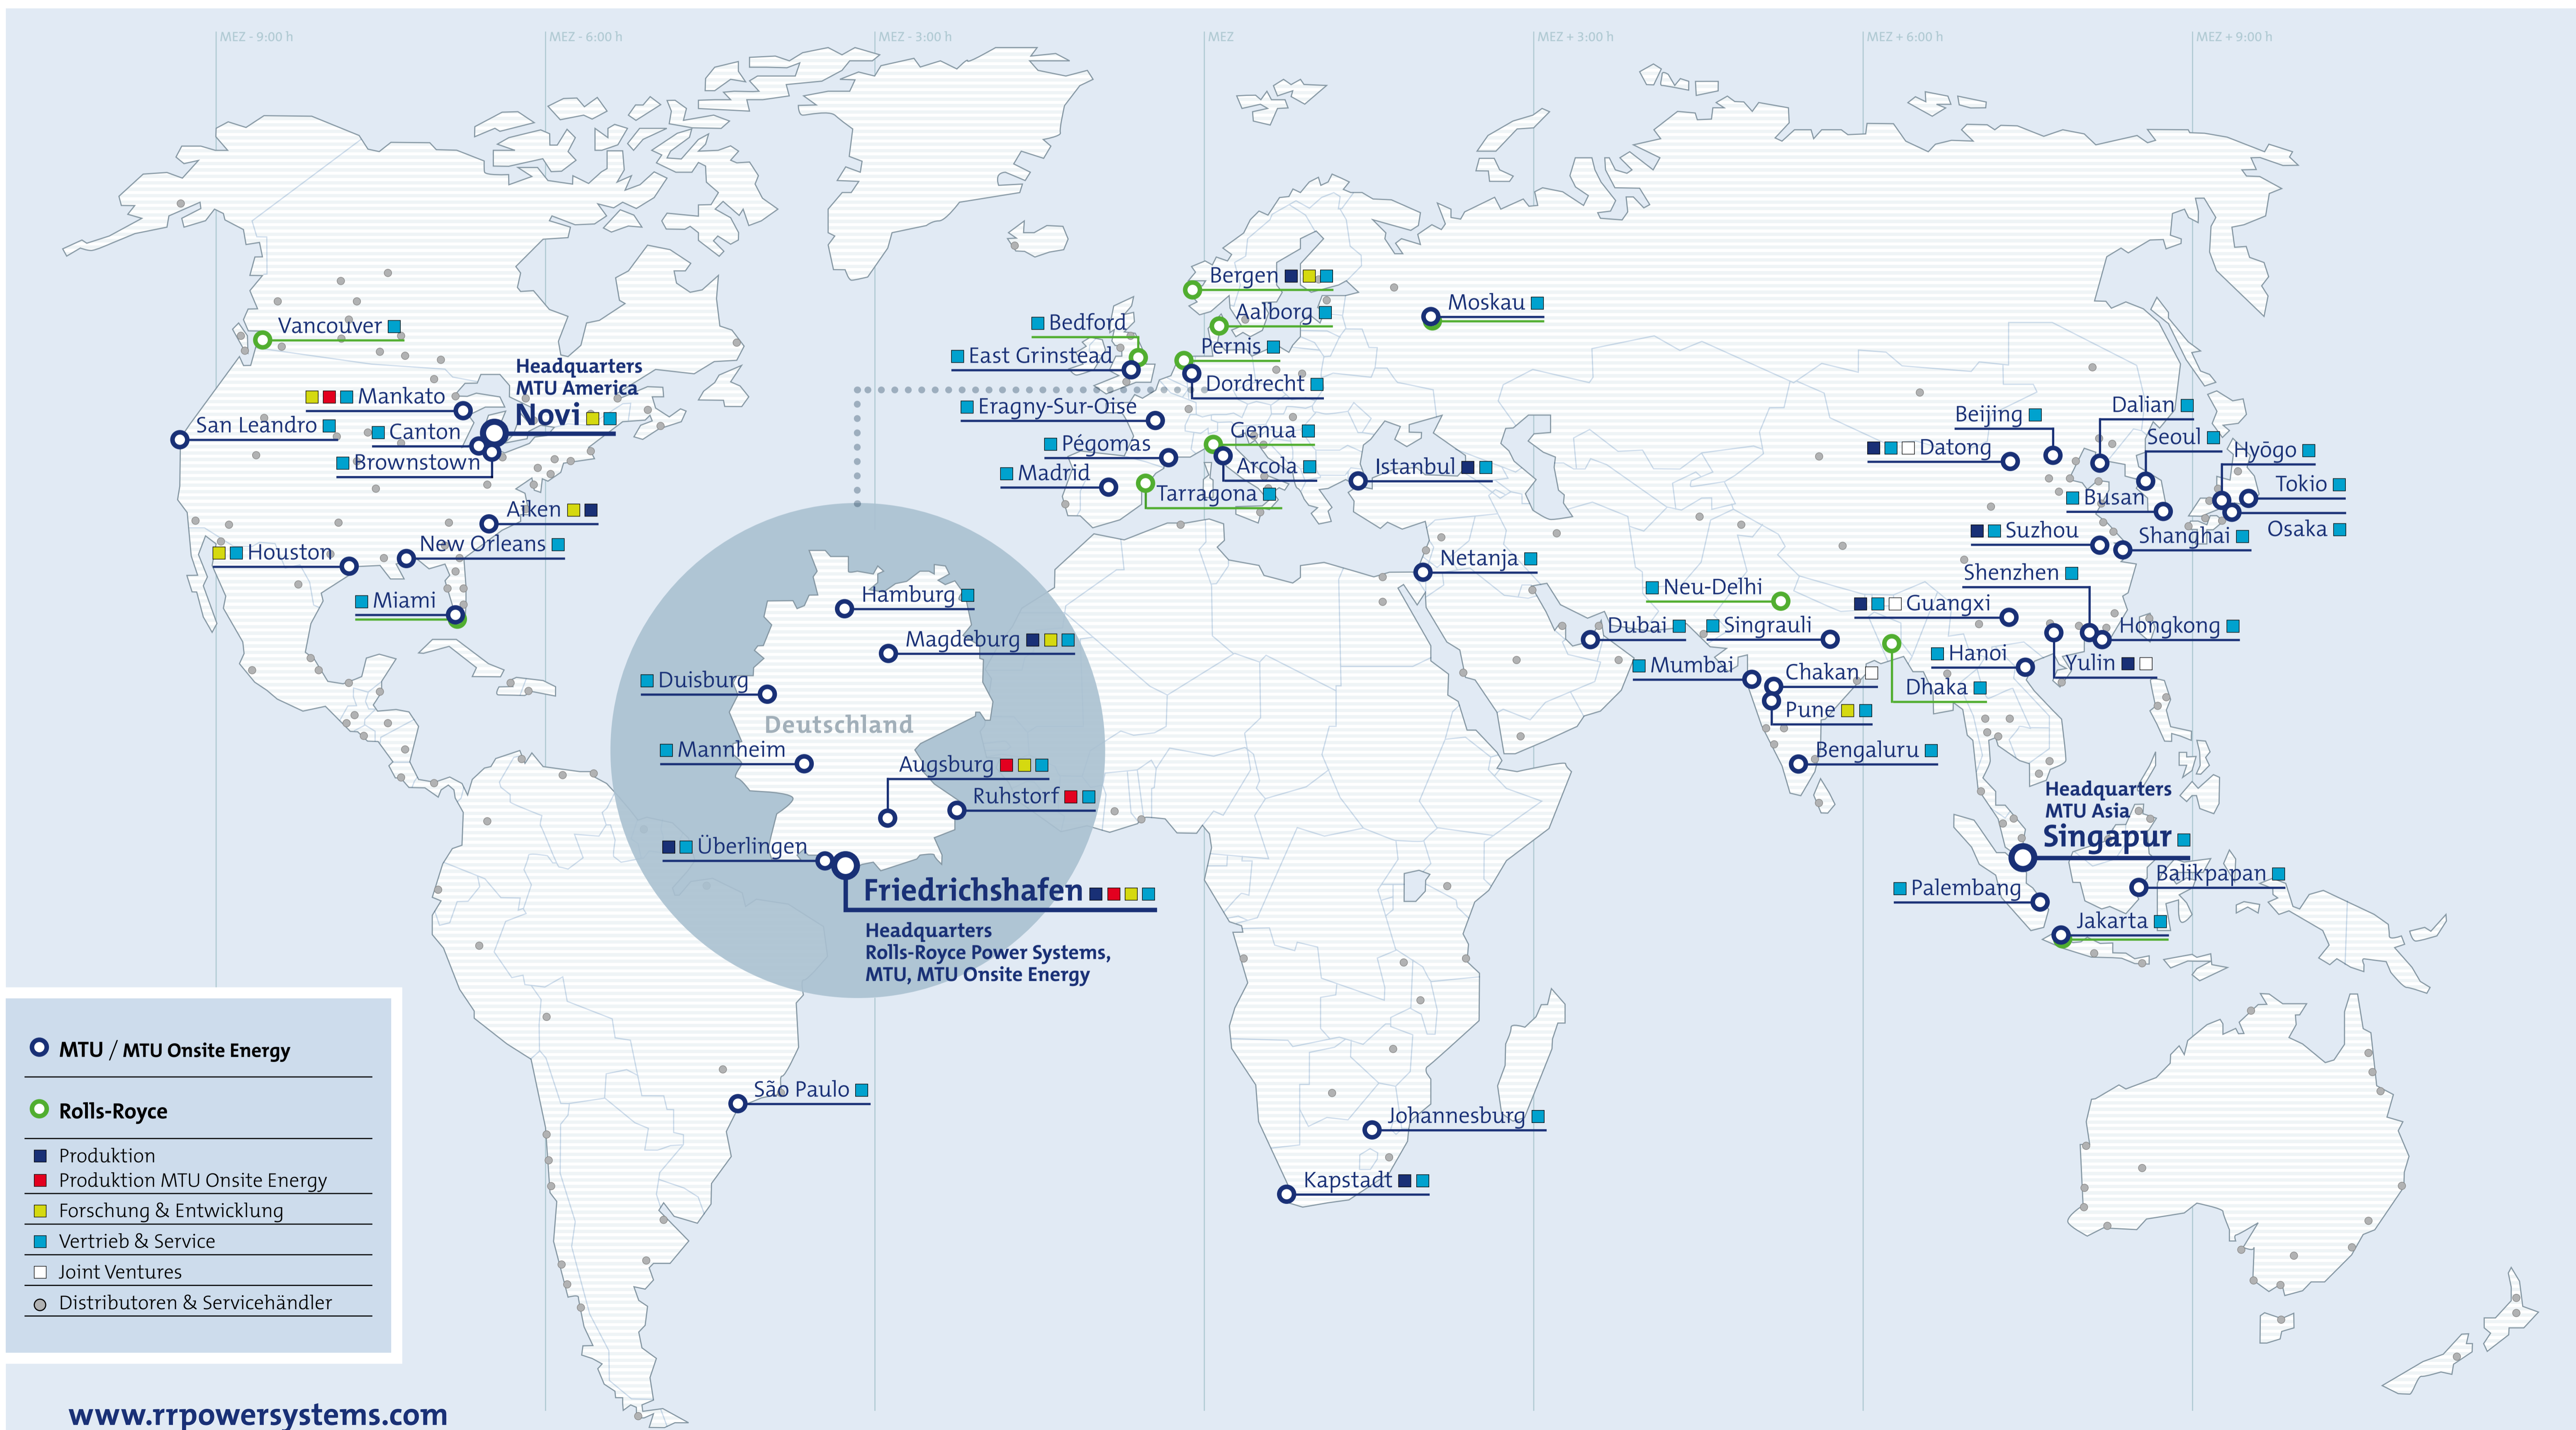 MEZ - 9:00 h
MEZ - 6:00 h
MEZ - 3:00 h
MEZ
MEZ + 3:00 h
MEZ + 6:00 h
MEZ + 9:00 h
Vancouver
Headquarters
MTU America
Novi
Mankato
San Leandro
Canton
Brownstown
Aiken
New Orleans
Houston
Miami
São Paulo
Bergen
Aalborg
Bedford
Pernis
East Grinstead
Dordrecht
Eragny-Sur-Oise
Genua
Pégomas
Arcola
Madrid
Tarragona
Istanbul
Moskau
Netanja
Dubai
Hamburg
Magdeburg
Duisburg
Deutschland
Mannheim
Augsburg
Ruhstorf
Überlingen
Friedrichshafen
Headquarters
Rolls-Royce Power Systems,
MTU, MTU Onsite Energy
Johannesburg
Kapstadt
Neu-Delhi
Singrauli
Mumbai
Chakan
Pune
Bengaluru
Dhaka
Beijing
Dalian
Datong
Seoul
Hyōgo
Tokio
Busan
Osaka
Suzhou
Shanghai
Shenzhen
Guangxi
Hongkong
Hanoi
Yulin
Headquarters
MTU Asia
Singapur
Balikpapan
Palembang
Jakarta
MTU / MTU Onsite Energy
Rolls-Royce
Produktion
Produktion MTU Onsite Energy
Forschung & Entwicklung
Vertrieb & Service
Joint Ventures
Distributoren & Servicehändler
www.rrpowersystems.com